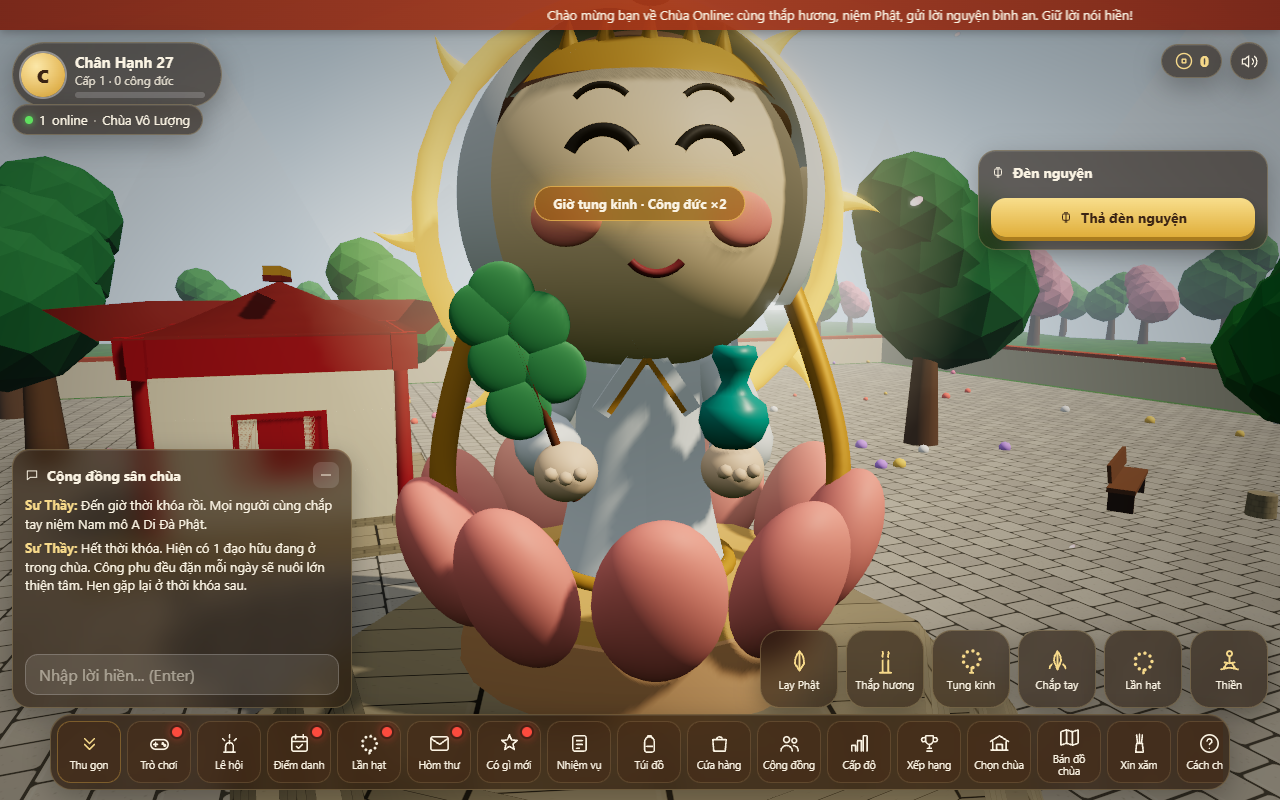 Chào mừng bạn về Chùa Online: cùng thắp hương, niệm Phật, gửi lời nguyện bình an. Giữ lời nói hiền!
C
Chân Hạnh 27
Cấp 1 · 0 công đức
1 online · Chùa Vô Lượng
0
Đèn nguyện
Thả đèn nguyện
Giờ tụng kinh · Công đức ×2
Cộng đồng sân chùa
Sư Thầy: Đến giờ thời khóa rồi. Mọi người cùng chắp
tay niệm Nam mô A Di Đà Phật.
Sư Thầy: Hết thời khóa. Hiện có 1 đạo hữu đang ở
trong chùa. Công phu đều đặn mỗi ngày sẽ nuôi lớn
thiện tâm. Hẹn gặp lại ở thời khóa sau.
Nhập lời hiền... (Enter)
Lạy Phật
Thắp hương
Tụng kinh
Chắp tay
Lần hạt
Thiền
Thu gọn
Trò chơi
Lễ hội
Điểm danh
Lần hạt
Hòm thư
Có gì mới
Nhiệm vụ
Túi đồ
Cửa hàng
Cộng đồng
Cấp độ
Xếp hạng
Chọn chùa
Bản đồ
chùa
Xin xăm
Cách ch